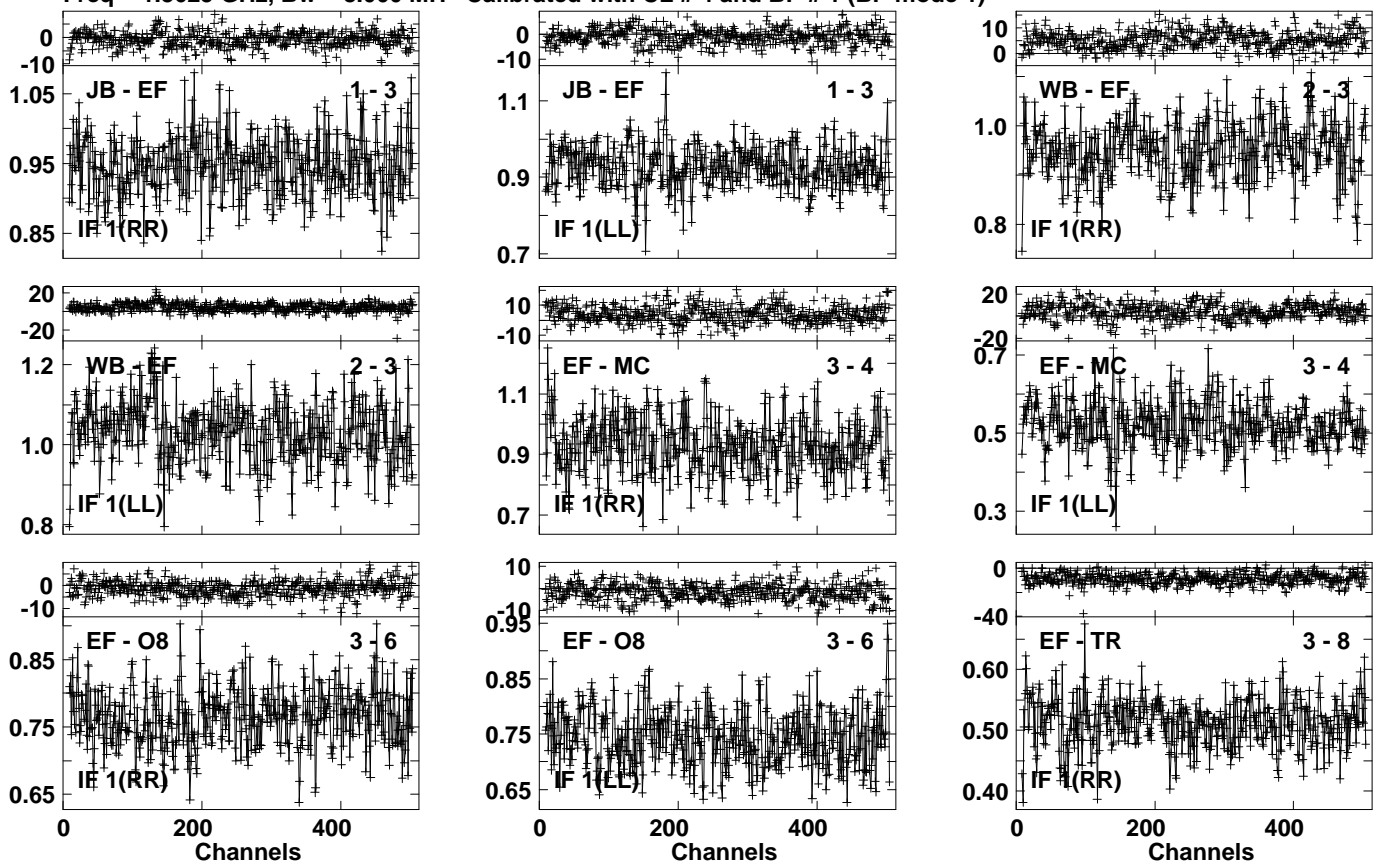 Calibrated with CL # 4 and BP # 1 (BP mode 1)
0
-10
JB - EF
1 - 3
1.05
0.95
0.85
IF 1(RR)
0
-10
JB - EF
1 - 3
1.1
0.9
0.7
IF 1(LL)
10
0
WB - EF
2 - 3
1.0
0.8
IF 1(RR)
20
-20
WB - EF
2 - 3
1.2
1.0
0.8
IF 1(LL)
10
-10
EF - MC
3 - 4
1.1
0.9
0.7
IF 1(RR)
20
-20
0.7
EF - MC
3 - 4
0.5
0.3
IF 1(LL)
0
-10
EF - O8
3 - 6
0.85
0.75
0.65
IF 1(RR)
10
-10
0.95
EF - O8
3 - 6
0.85
0.75
0.65
IF 1(LL)
0
-40
EF - TR
3 - 8
0.60
0.50
0.40
IF 1(RR)
0 200 400
Channels
0 200 400
Channels
0 200 400
Channels